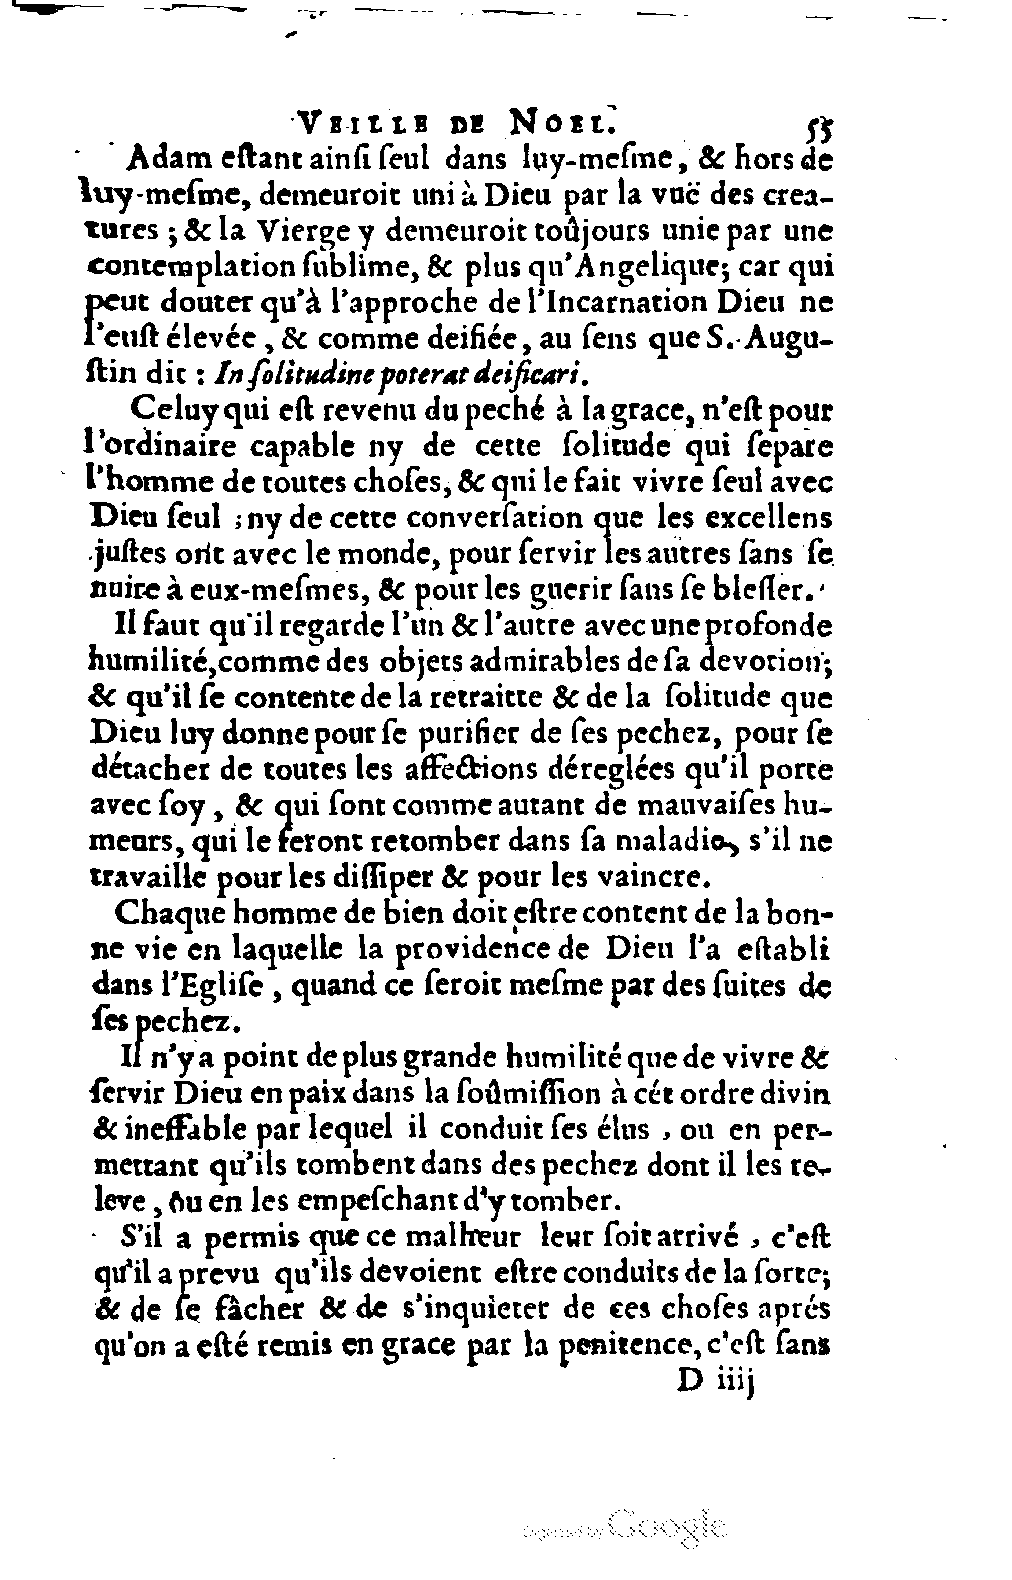 VEILLE DE NOEL. 55
Adam eſtant ainſi ſeul dans luy-meſme, & hors de
luy-meſme, demeuroit uni à Dieu par la vuë des crea-
tures ; & la Vierge y demeuroit toûjours unie par une
contemplation ſublime, & plus qu'Angelique; car qui
peut douter qu'à l'approche de l'Incarnation Dieu ne
l'euſt élevée, & comme deifiée, au ſens que S. Augu-
ſtin dit : In ſolitudine poterat deificari.
Celuy qui eſt revenu du peché à la grace, n'eſt pour
l'ordinaire capable ny de cette ſolitude qui ſepare
l'homme de toutes choſes, & qui le fait vivre ſeul avec
Dieu ſeul ; ny de cette converſation que les excellens
juſtes ont avec le monde, pour ſervir les autres ſans ſe
nuire à eux-meſmes, & pour les guerir ſans ſe bleſſer.
Il faut qu'il regarde l'un & l'autre avec une profonde
humilité, comme des objets admirables de ſa devotion;
& qu'il ſe contente de la retraitte & de la ſolitude que
Dieu luy donne pour ſe purifier de ſes pechez, pour ſe
détacher de toutes les affections déreglées qu'il porte
avec ſoy, & qui ſont comme autant de mauvaiſes hu-
meurs, qui le feront retomber dans ſa maladie, s'il ne
travaille pour les diſſiper & pour les vaincre.
Chaque homme de bien doit eſtre content de la bon-
ne vie en laquelle la providence de Dieu l'a eſtabli
dans l'Egliſe, quand ce ſeroit meſme par des ſuites de
ſes pechez.
Il n'y a point de plus grande humilité que de vivre &
ſervir Dieu en paix dans la ſoûmiſſion à cét ordre divin
& ineffable par lequel il conduit ſes élus, ou en per-
mettant qu'ils tombent dans des pechez dont il les re-
leve, ou en les empeſchant d'y tomber.
S'il a permis que ce malheur leur ſoit arrivé, c'eſt
qu'il a prevu qu'ils devoient eſtre conduits de la ſorte;
& de ſe fâcher & de s'inquieter de ces choſes aprés
qu'on a eſté remis en grace par la penitence, c'eſt ſans
D iiij
Digitized by Google